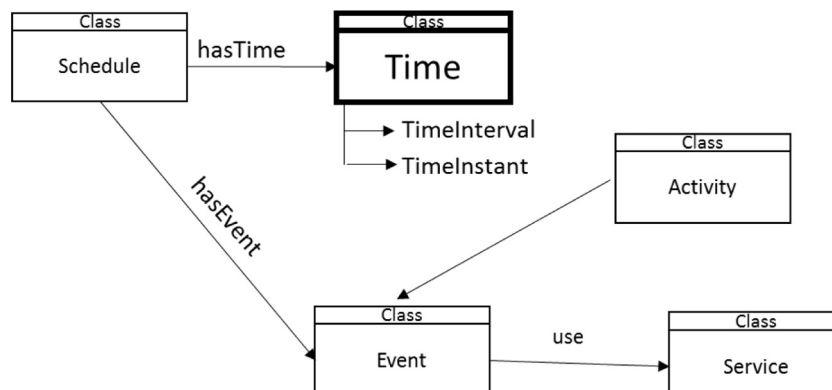 Class
Schedule
hasTime
Class
Time
TimeInterval
TimeInstant
Class
Activity
hasEvent
Class
Event
use
Class
Service